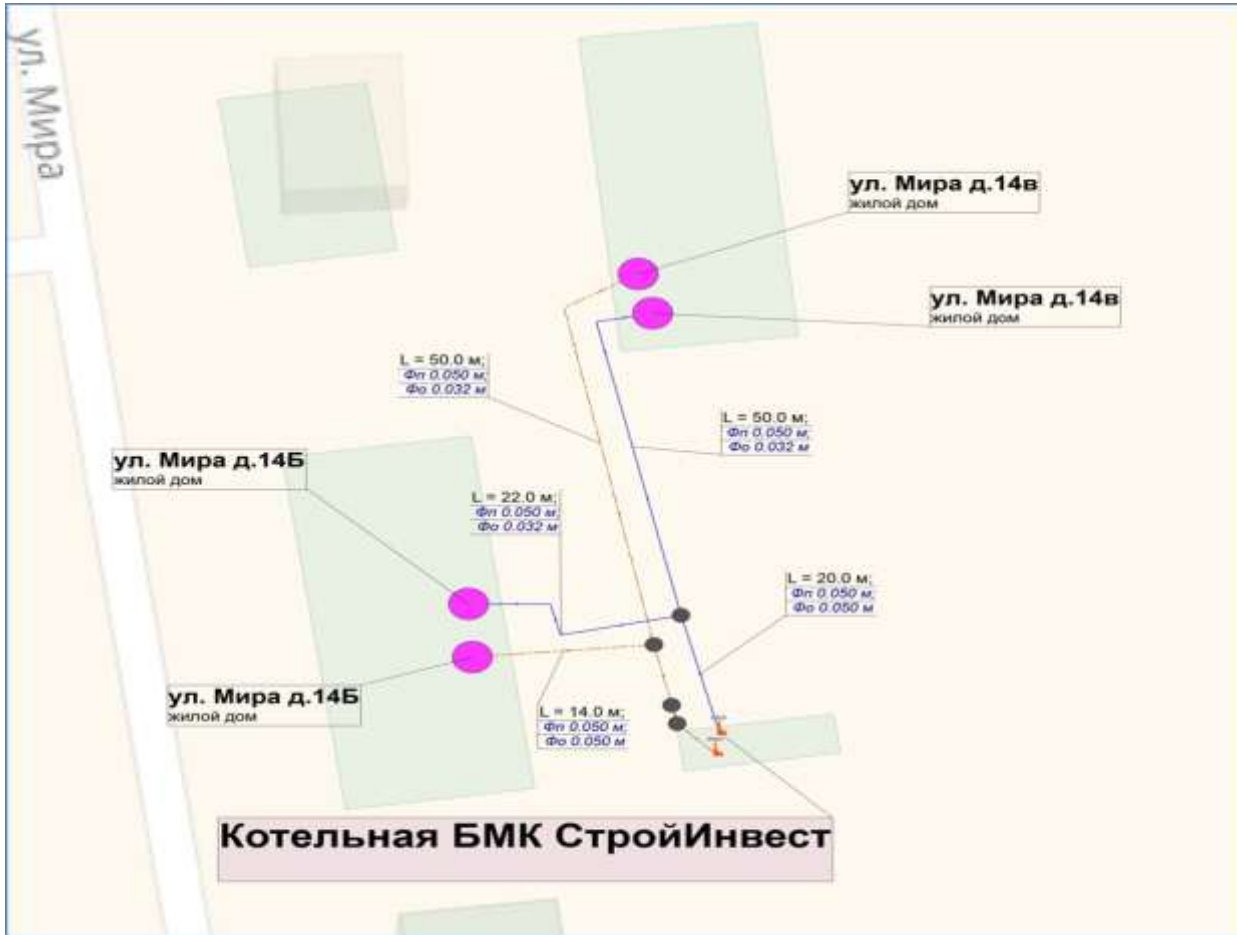 ул. Мира
ул. Мира д.14в
жилой дом
ул. Мира д.14в
жилой дом
L = 50.0 м;
Фп 0.050 м;
Фо 0.032 м
L = 50.0 м;
Фп 0.050 м;
Фо 0.032 м
ул. Мира д.14Б
жилой дом
L = 22.0 м;
Фп 0.050 м;
Фо 0.032 м
L = 20.0 м;
Фп 0.050 м;
Фо 0.050 м
ул. Мира д.14Б
жилой дом
L = 14.0 м;
Фп 0.050 м;
Фо 0.050 м
Котельная БМК СтройИнвест